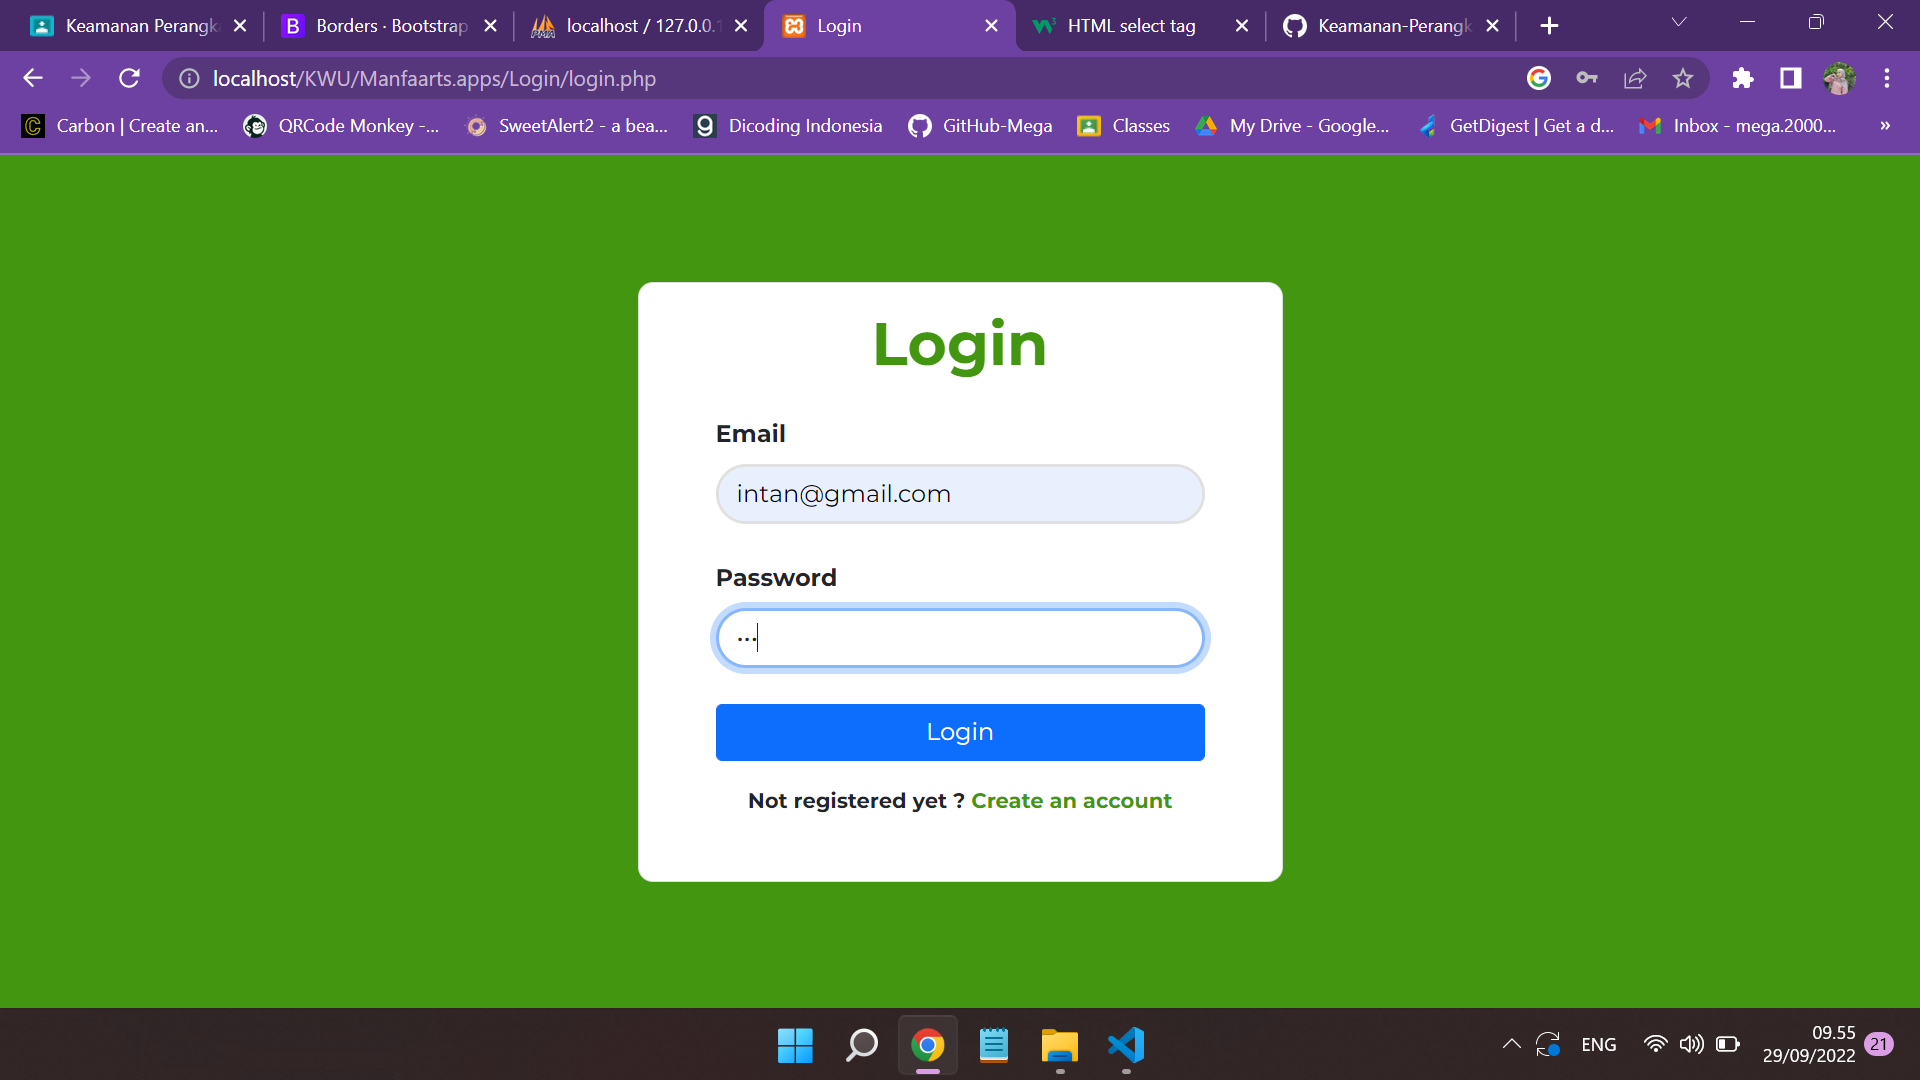 Keamanan Perangk
Borders · Bootstrap
localhost / 127.0.0.1
Login
HTML select tag
Keamanan-Perangk
localhost/KWU/Manfaarts.apps/Login/login.php
Carbon | Create an...
QRCode Monkey -...
SweetAlert2 - a bea...
Dicoding Indonesia
GitHub-Mega
Classes
My Drive - Google...
GetDigest | Get a d...
Inbox - mega.2000...
»
Login
Email
intan@gmail.com
Password
Login
Not registered yet ? Create an account
ENG
09.55
29/09/2022
21